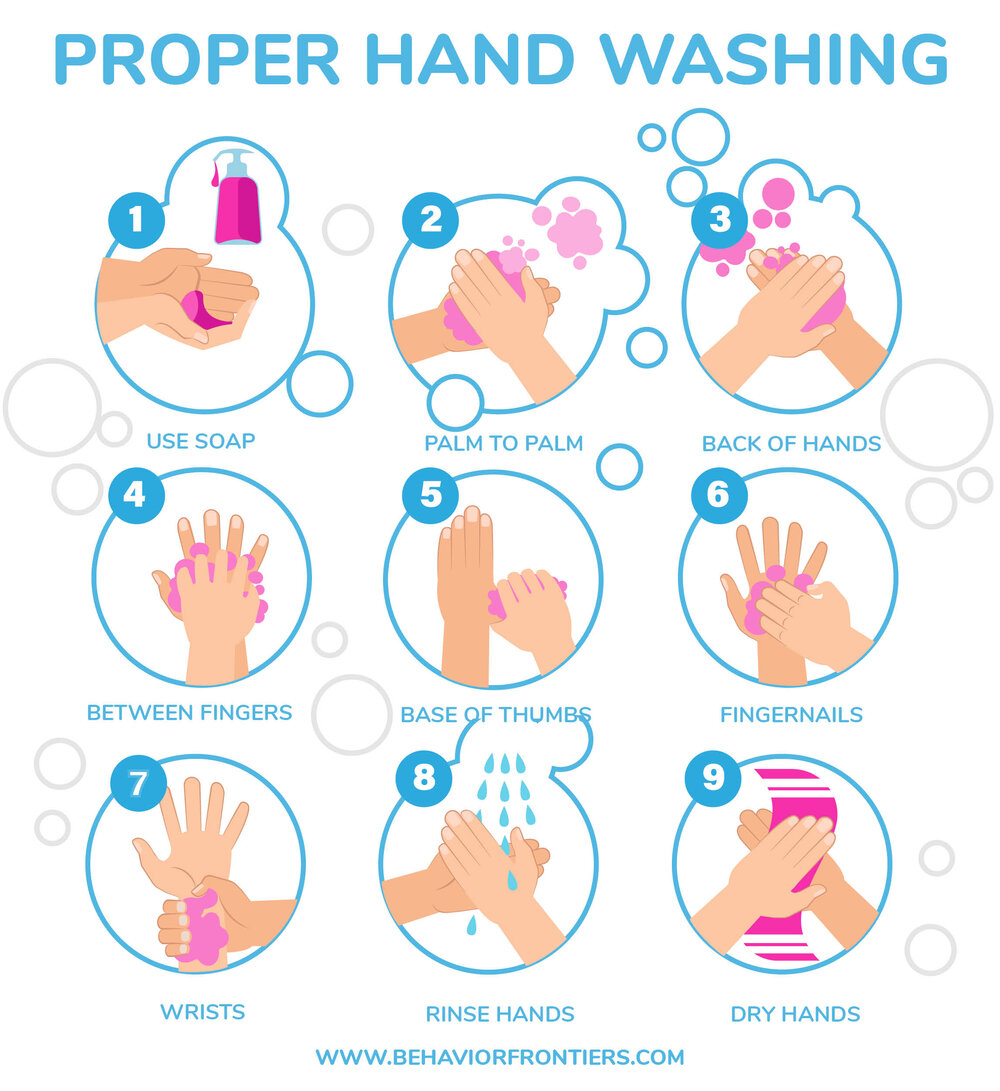 PROPER HAND WASHING
1
USE SOAP
2
PALM TO PALM
3
BACK OF HANDS
4
BETWEEN FINGERS
5
BASE OF THUMBS
6
FINGERNAILS
7
WRISTS
8
RINSE HANDS
9
DRY HANDS
WWW.BEHAVIORFRONTIERS.COM